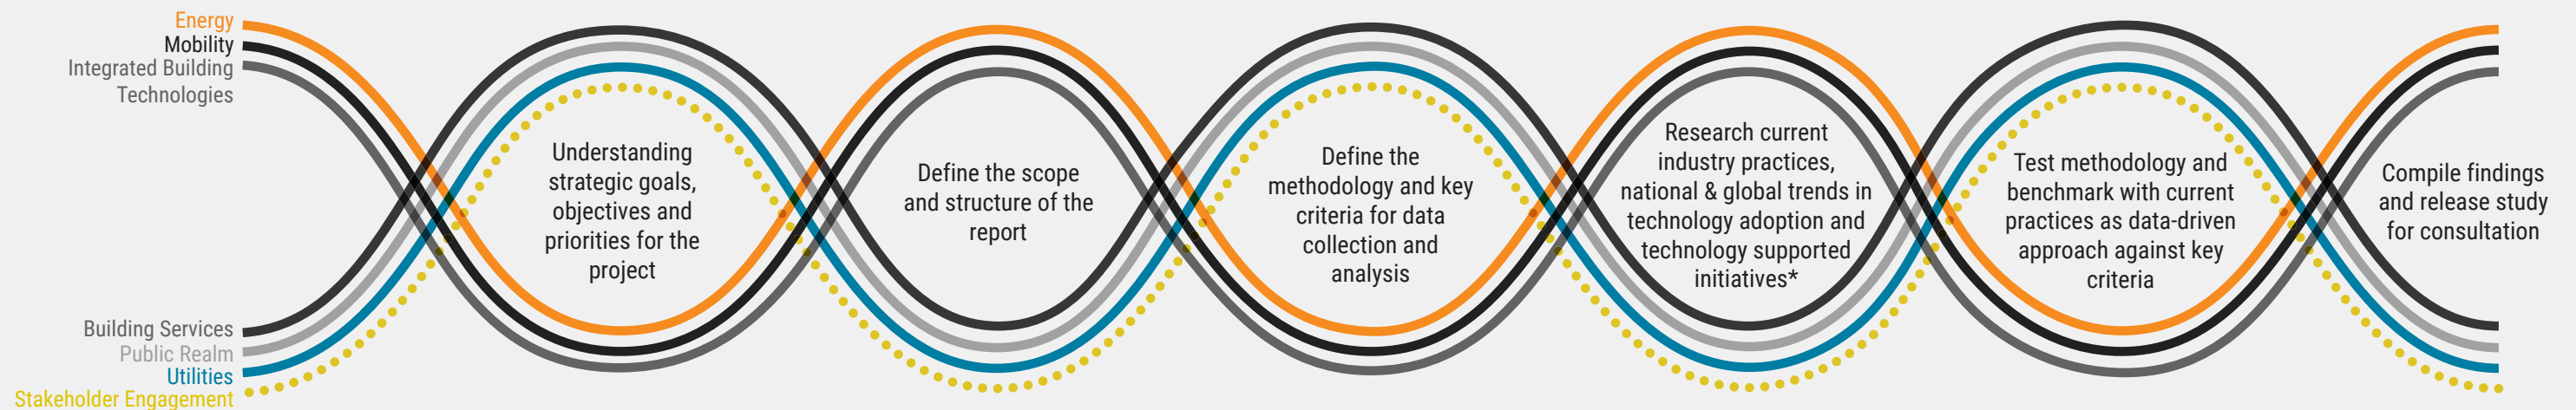 Energy
Mobility
Integrated Building
Technologies
Building Services
Public Realm
Utilities
Stakeholder Engagement
Understanding
strategic goals,
objectives and
priorities for the
project
Define the scope
and structure of the
report
Define the
methodology and key
criteria for data
collection and
analysis
Research current
industry practices,
national & global trends in
technology adoption and
technology supported
initiatives*
Test methodology and
benchmark with current
practices as data-driven
approach against key
criteria
Compile findings
and release study
for consultation